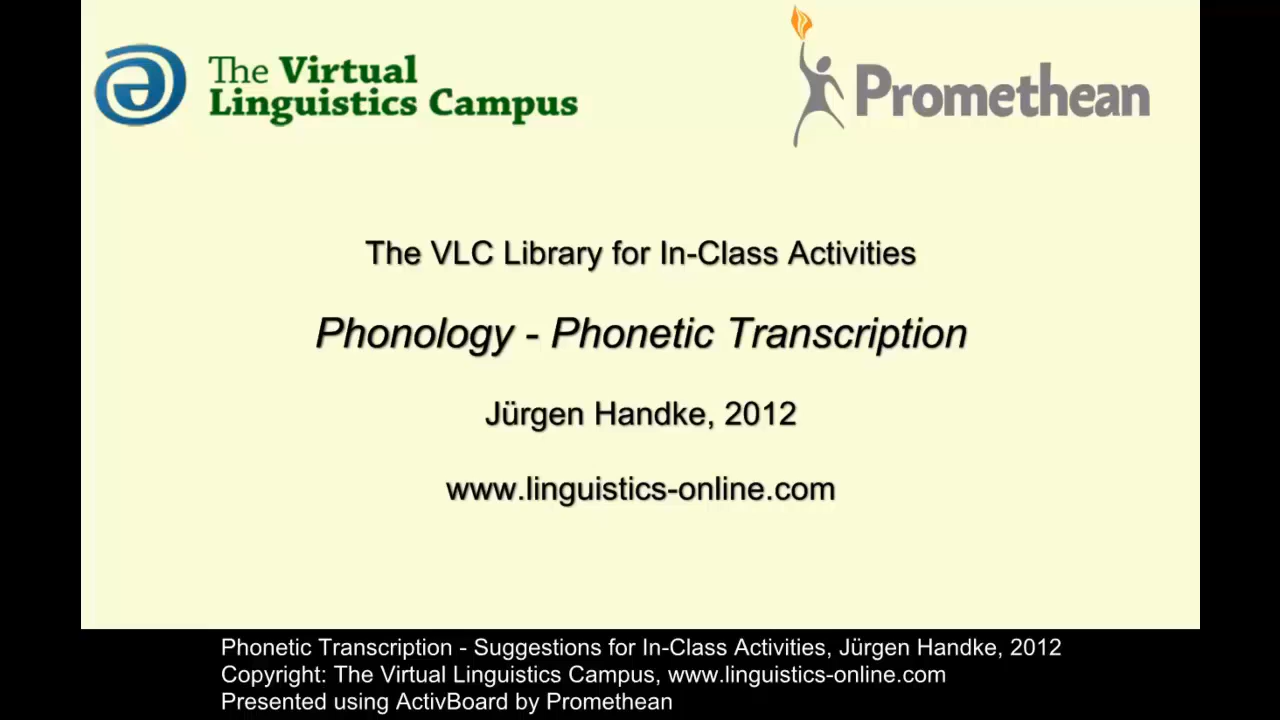 The Virtual
Linguistics Campus
Promethean
The VLC Library for In-Class Activities
Phonology - Phonetic Transcription
Jürgen Handke, 2012
www.linguistics-online.com
Phonetic Transcription - Suggestions for In-Class Activities, Jürgen Handke, 2012
Copyright: The Virtual Linguistics Campus, www.linguistics-online.com
Presented using ActivBoard by Promethean